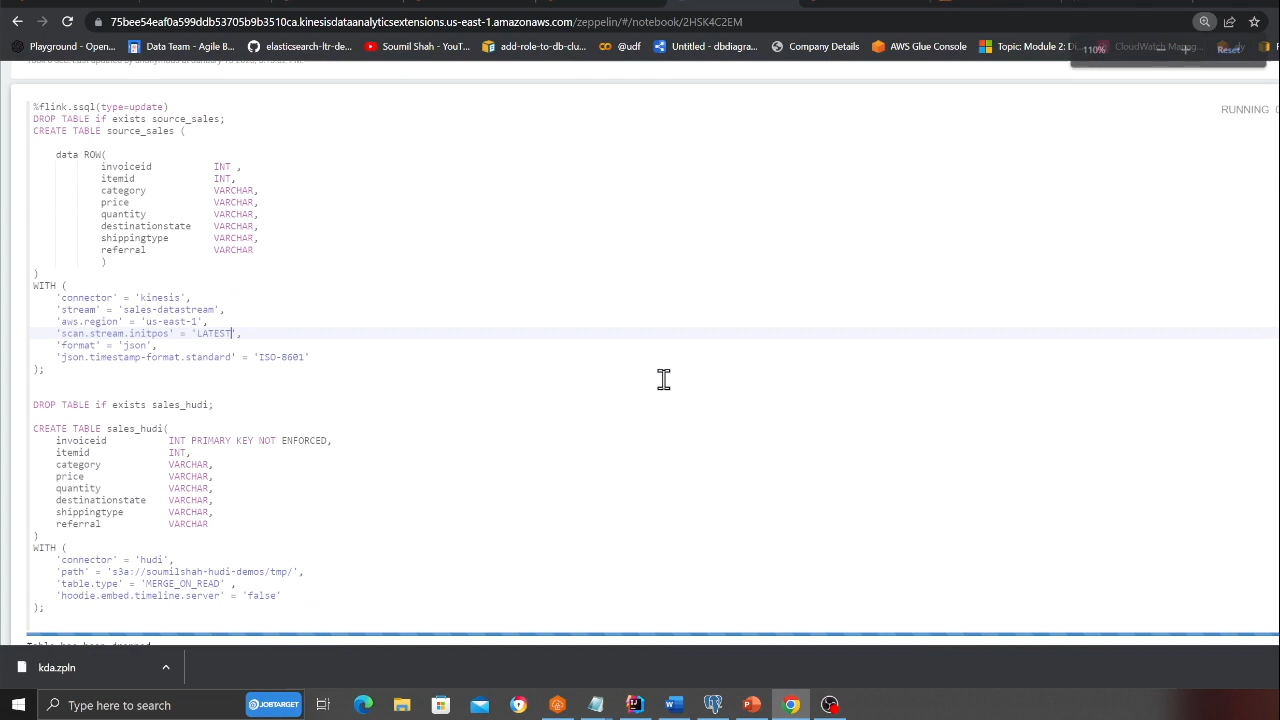 75bee54eaf0a599ddb53705b9b3510ca.kinesisdataanalyticsextensions.us-east-1.amazonaws.com/zeppelin/#/notebook/2HSK4C2EM
Playground - Open... Data Team - Agile B... elasticsearch-ltr-de... Soumil Shah - YouT... add-role-to-db-clu... @udf Untitled - dbdiagra... Company Details AWS Glue Console Topic: Module 2: Di... CloudWatch Manag...
110% Reset
%flink.ssql(type=update)
RUNNING
DROP TABLE if exists source_sales;
CREATE TABLE source_sales (
data ROW(
invoiceid INT ,
itemid INT,
category VARCHAR,
price VARCHAR,
quantity VARCHAR,
destinationstate VARCHAR,
shippingtype VARCHAR,
referral VARCHAR
)
)
WITH (
'connector' = 'kinesis',
'stream' = 'sales-datastream',
'aws.region' = 'us-east-1',
'scan.stream.initpos' = 'LATEST',
'format' = 'json',
'json.timestamp-format.standard' = 'ISO-8601'
);
DROP TABLE if exists sales_hudi;
CREATE TABLE sales_hudi(
invoiceid INT PRIMARY KEY NOT ENFORCED,
itemid INT,
category VARCHAR,
price VARCHAR,
quantity VARCHAR,
destinationstate VARCHAR,
shippingtype VARCHAR,
referral VARCHAR
)
WITH (
'connector' = 'hudi',
'path' = 's3a://soumilshah-hudi-demos/tmp/',
'table.type' = 'MERGE_ON_READ' ,
'hoodie.embed.timeline.server' = 'false'
);
kda.zpln
Type here to search
JOBTARGET